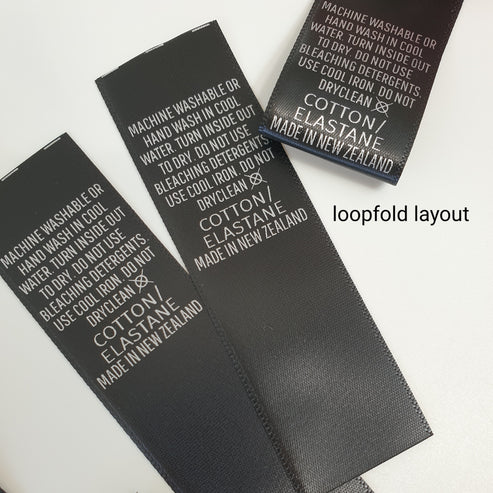 MACHINE WASHABLE OR
HAND WASH IN COOL
WATER. TURN INSIDE OUT
TO DRY. DO NOT USE
BLEACHING DETERGENTS.
USE COOL IRON. DO NOT
DRYCLEAN
COTTON/
ELASTANE
MADE IN NEW ZEALAND
MACHINE WASHABLE OR
HAND WASH IN COOL
WATER. TURN INSIDE OUT
TO DRY. DO NOT USE
BLEACHING DETERGENTS.
USE COOL IRON. DO NOT
DRYCLEAN
COTTON/
ELASTANE
MADE IN NEW ZEALAND
MACHINE WASHABLE OR
HAND WASH IN COOL
WATER. TURN INSIDE OUT
TO DRY. DO NOT USE
BLEACHING DETERGENTS.
USE COOL IRON. DO NOT
DRYCLEAN
COTTON/
ELASTANE
MADE IN NEW ZEALAND
loopfold layout